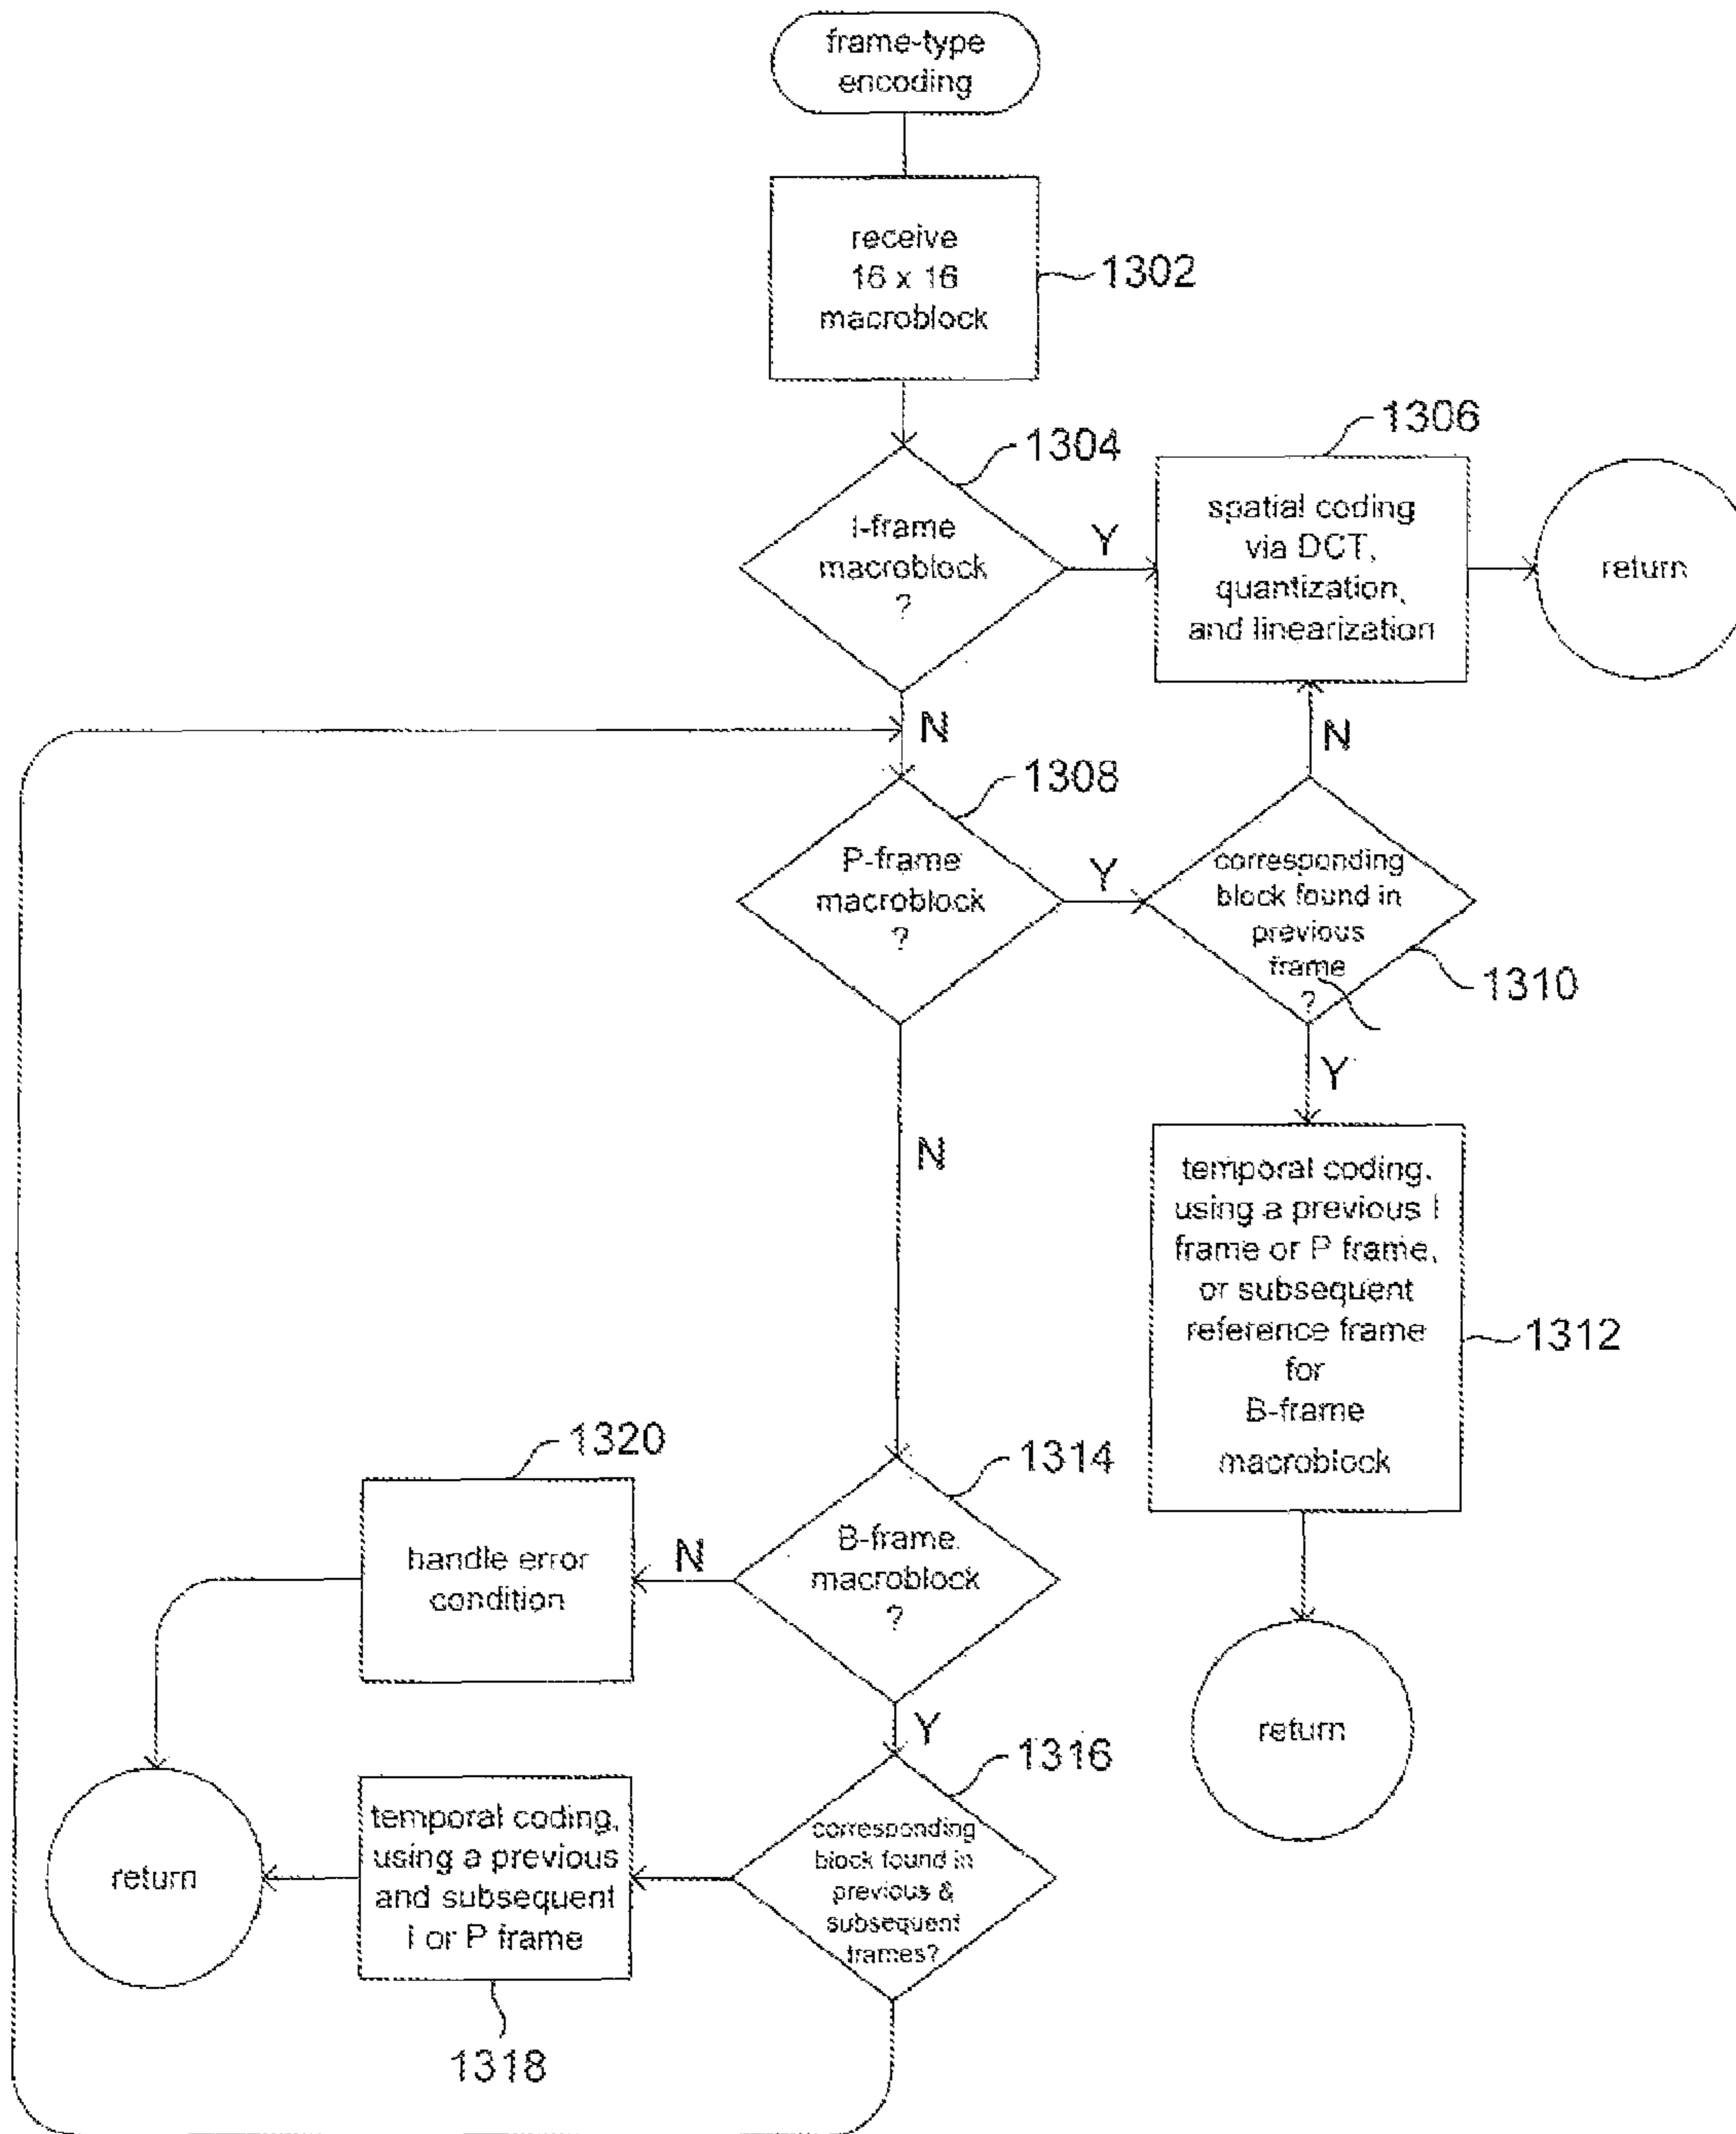 frame-type
encoding
receive
16 x 16
macroblock
1302
1304
I-frame
macroblock
?
Y
1306
spatial coding
via DCT,
quantization,
and linearization
return
N
N
1308
P-frame
macroblock
?
Y
corresponding
block found in
previous
frame
?
1310
Y
N
temporal coding,
using a previous I
frame or P frame,
or subsequent
reference frame
for
B-frame
macroblock
1312
return
1314
B-frame
macroblock
?
N
1320
handle error
condition
Y
1316
corresponding
block found in
previous &
subsequent
frames?
temporal coding,
using a previous
and subsequent
I or P frame
1318
return